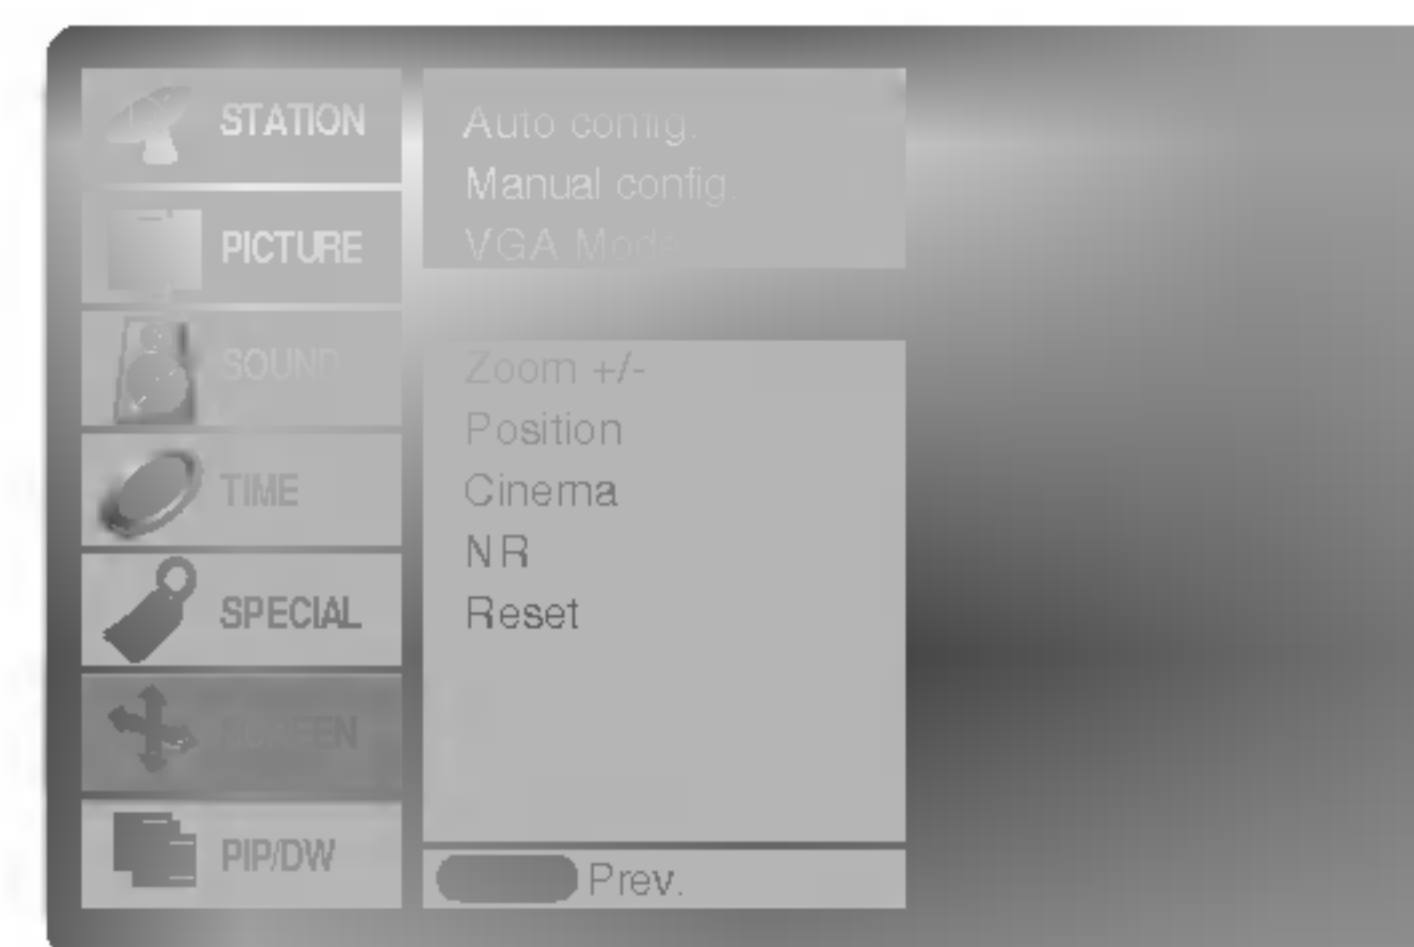 STATION
PICTURE
SOUND
TIME
SPECIAL
SCREEN
PIP/DW
Auto config.
Manual config.
VGA Mode
Zoom +/-
Position
Cinema
NR
Reset
Prev.